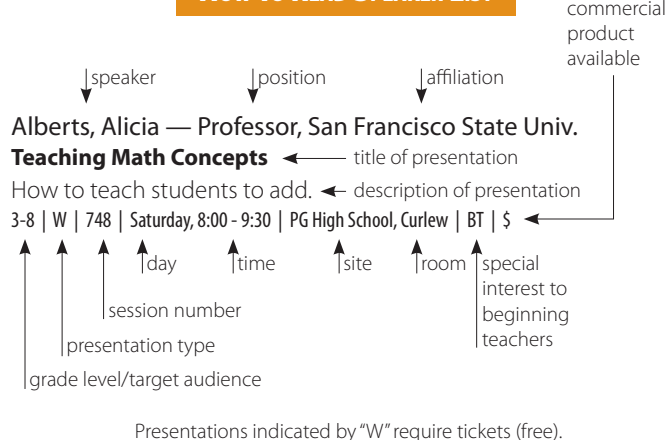 commercial
product
available
speaker
position
affiliation
Alberts, Alicia — Professor, San Francisco State Univ.
Teaching Math Concepts
title of presentation
How to teach students to add.
description of presentation
3-8 | W | 748 | Saturday, 8:00 - 9:30 | PG High School, Curlew | BT | $
day
time
site
room
special
interest to
beginning
teachers
session number
presentation type
grade level/target audience
Presentations indicated by “W” require tickets (free).